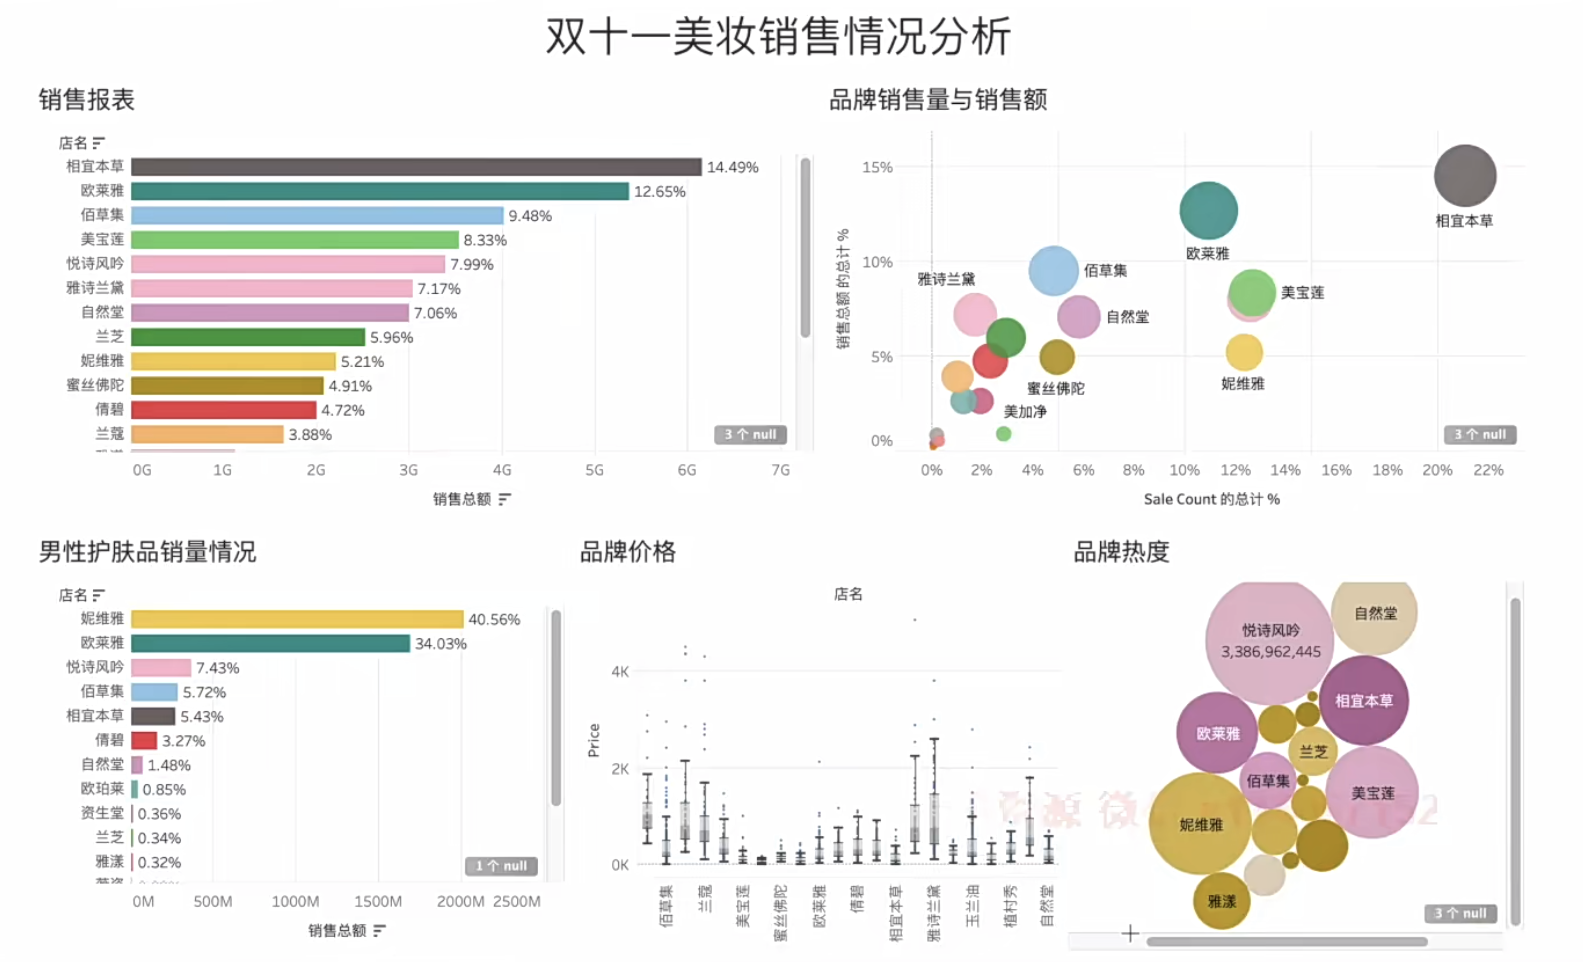 双十一美妆销售情况分析
销售报表
店名
相宜本草 14.49%
欧莱雅 12.65%
佰草集 9.48%
美宝莲 8.33%
悦诗风吟 7.99%
雅诗兰黛 7.17%
自然堂 7.06%
兰芝 5.96%
妮维雅 5.21%
蜜丝佛陀 4.91%
倩碧 4.72%
兰蔻 3.88%
3 个 null
0G 1G 2G 3G 4G 5G 6G 7G
销售总额
品牌销售量与销售额
销售总额 的总计 %
15%
10%
5%
0%
相宜本草
欧莱雅
佰草集
雅诗兰黛
美宝莲
自然堂
妮维雅
蜜丝佛陀
美加净
3 个 null
0% 2% 4% 6% 8% 10% 12% 14% 16% 18% 20% 22%
Sale Count 的总计 %
男性护肤品销量情况
店名
妮维雅 40.56%
欧莱雅 34.03%
悦诗风吟 7.43%
佰草集 5.72%
相宜本草 5.43%
倩碧 3.27%
自然堂 1.48%
欧珀莱 0.85%
资生堂 0.36%
兰芝 0.34%
雅漾 0.32%
1 个 null
0M 500M 1000M 1500M 2000M 2500M
销售总额
品牌价格
店名
Price
4K
2K
0K
佰草集
兰蔻
美宝莲
蜜丝佛陀
欧莱雅
倩碧
相宜本草
雅诗兰黛
玉兰油
植村秀
自然堂
品牌热度
悦诗风吟
3,386,962,445
自然堂
相宜本草
欧莱雅
兰芝
佰草集
美宝莲
妮维雅
雅漾
3 个 null